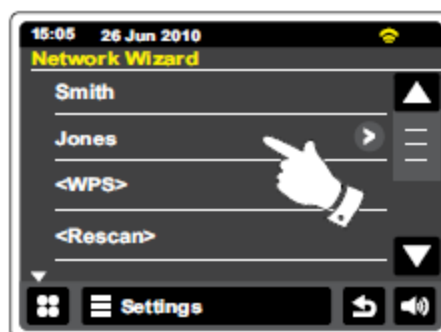 15:05 26 Jun 2010
Network Wizard
Smith
Jones
<WPS>
<Rescan>
Settings